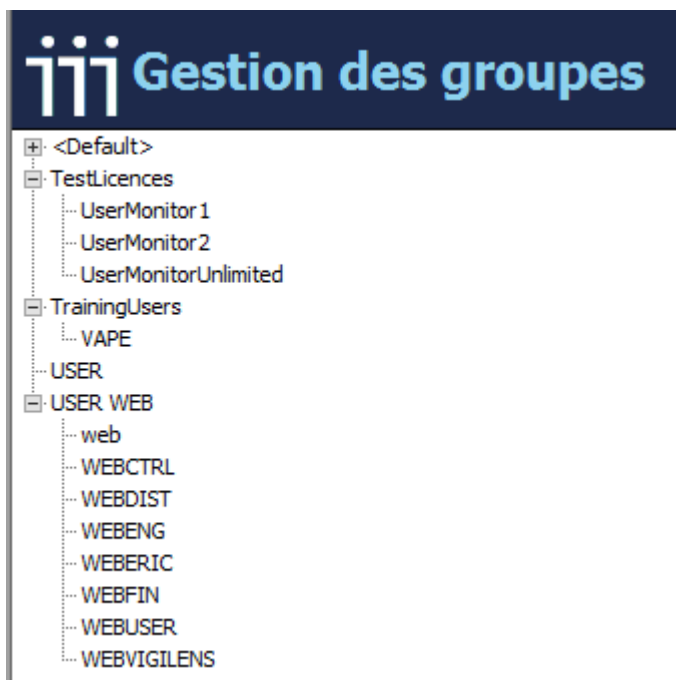 Gestion des groupes
<Default>
TestLicences
UserMonitor1
UserMonitor2
UserMonitorUnlimited
TrainingUsers
VAPE
USER
USER WEB
web
WEBCTRL
WEBDIST
WEBENG
WEBERIC
WEBFIN
WEBUSER
WEBVIGILENS